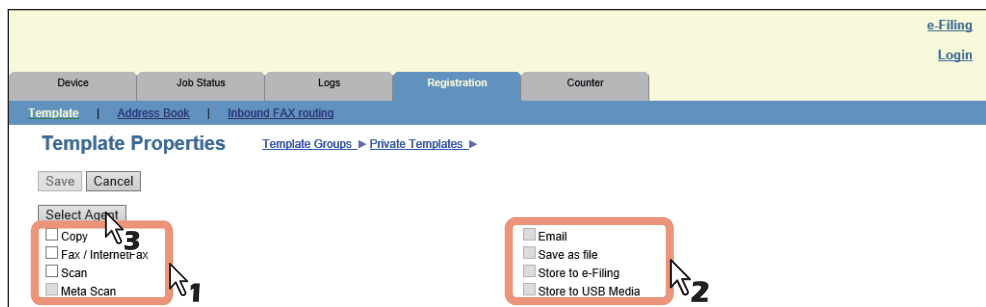 e-Filing
Login
Device Job Status Logs Registration Counter
Template | Address Book | Inbound FAX routing
Template Properties Template Groups ▶ Private Templates ▶
Save Cancel
Select Agent
Copy 3 Email
Fax / InternetFax Save as file
Scan Store to e-Filing
Meta Scan 1 Store to USB Media 2